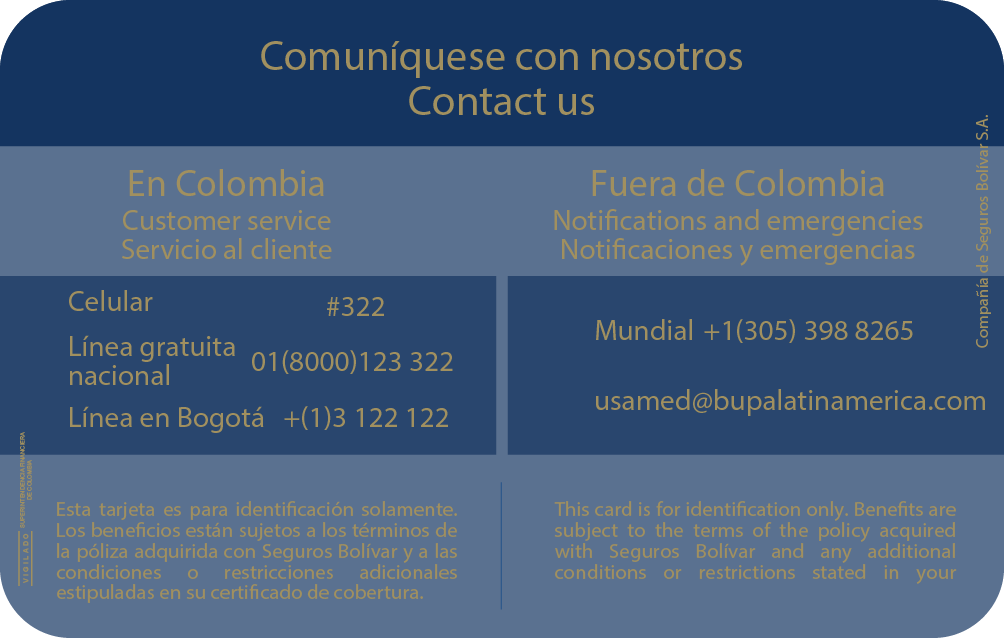 Comuníquese con nosotros
Contact us
En Colombia
Customer service
Servicio al cliente
Fuera de Colombia
Notifications and emergencies
Notificaciones y emergencias
Compañía de Seguros Bolívar S.A.
Celular #322
Línea gratuita
nacional 01(8000)123 322
Línea en Bogotá +(1)3 122 122
Mundial +1(305) 398 8265
usamed@bupalatinamerica.com
VIGILADO
SUPERINTENDENCIA FINANCIERA
DE COLOMBIA
Esta tarjeta es para identificación solamente.
Los beneficios están sujetos a los términos de
la póliza adquirida con Seguros Bolívar y a las
condiciones o restricciones adicionales
estipuladas en su certificado de cobertura.
This card is for identification only. Benefits are
subject to the terms of the policy acquired
with Seguros Bolívar and any additional
conditions or restrictions stated in your